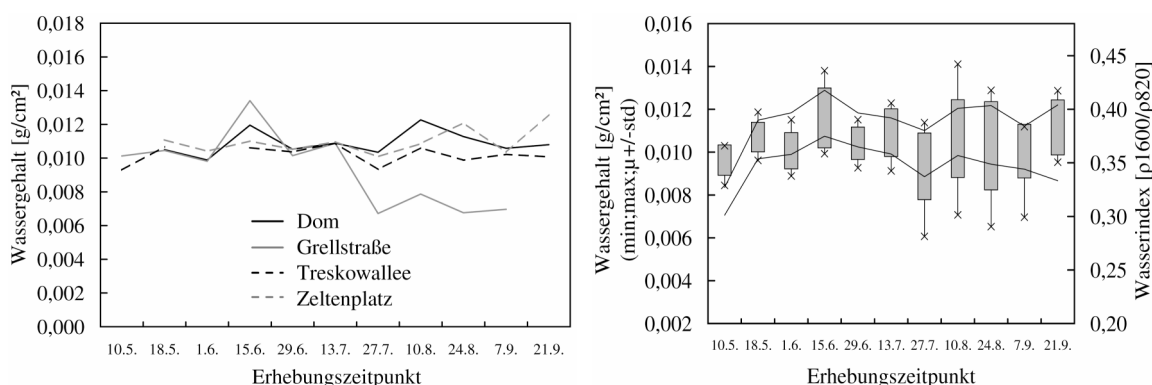 0,018
0,016
0,014
0,012
0,010
0,008
0,006
0,004
0,002
0,000
Wassergehalt [g/cm²]
Dom
Grellstraße
Treskowallee
Zeltenplatz
10.5. 18.5. 1.6. 15.6. 29.6. 13.7. 27.7. 10.8. 24.8. 7.9. 21.9.
Erhebungszeitpunkt
0,016
0,014
0,012
0,010
0,008
0,006
0,004
0,002
Wassergehalt [g/cm²]
(min;max;µ+/-std)
0,45
0,40
0,35
0,30
0,25
0,20
Wasserindex [ρ1600/ρ820]
10.5. 18.5. 1.6. 15.6. 29.6. 13.7. 27.7. 10.8. 24.8. 7.9. 21.9.
Erhebungszeitpunkt